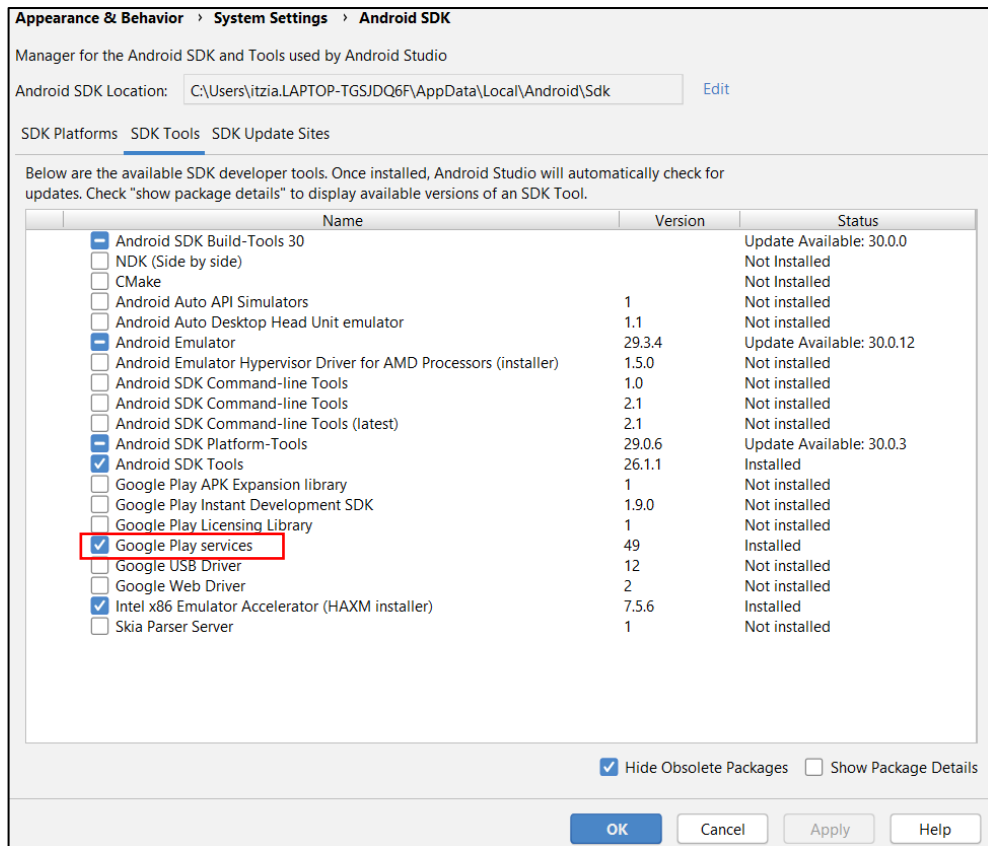 Appearance & Behavior › System Settings › Android SDK
Manager for the Android SDK and Tools used by Android Studio
Android SDK Location: C:\Users\itzia.LAPTOP-TGSJDQ6F\AppData\Local\Android\Sdk Edit
SDK Platforms SDK Tools SDK Update Sites
Below are the available SDK developer tools. Once installed, Android Studio will automatically check for
updates. Check "show package details" to display available versions of an SDK Tool.
Name Version Status
Android SDK Build-Tools 30 Update Available: 30.0.0
NDK (Side by side) Not Installed
CMake Not Installed
Android Auto API Simulators 1 Not installed
Android Auto Desktop Head Unit emulator 1.1 Not installed
Android Emulator 29.3.4 Update Available: 30.0.12
Android Emulator Hypervisor Driver for AMD Processors (installer) 1.5.0 Not installed
Android SDK Command-line Tools 1.0 Not installed
Android SDK Command-line Tools 2.1 Not installed
Android SDK Command-line Tools (latest) 2.1 Not installed
Android SDK Platform-Tools 29.0.6 Update Available: 30.0.3
Android SDK Tools 26.1.1 Installed
Google Play APK Expansion library 1 Not installed
Google Play Instant Development SDK 1.9.0 Not installed
Google Play Licensing Library 1 Not installed
Google Play services 49 Installed
Google USB Driver 12 Not installed
Google Web Driver 2 Not installed
Intel x86 Emulator Accelerator (HAXM installer) 7.5.6 Installed
Skia Parser Server 1 Not installed
Hide Obsolete Packages Show Package Details
OK Cancel Apply Help